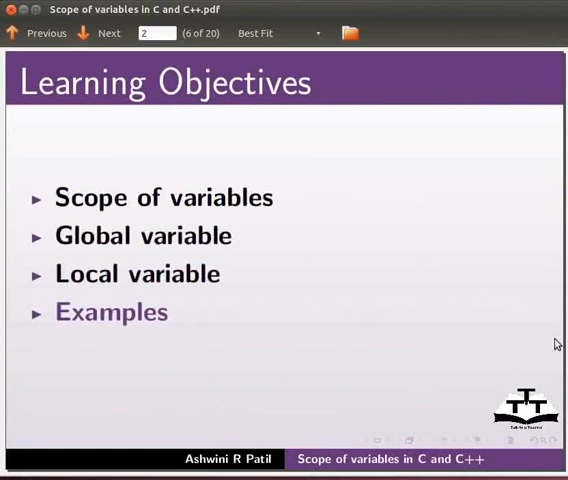 Scope of variables in C and C++.pdf
Previous Next 2 (6 of 20) Best Fit
Learning Objectives
Scope of variables
Global variable
Local variable
Examples
TTT
Ashwini R Patil Scope of variables in C and C++